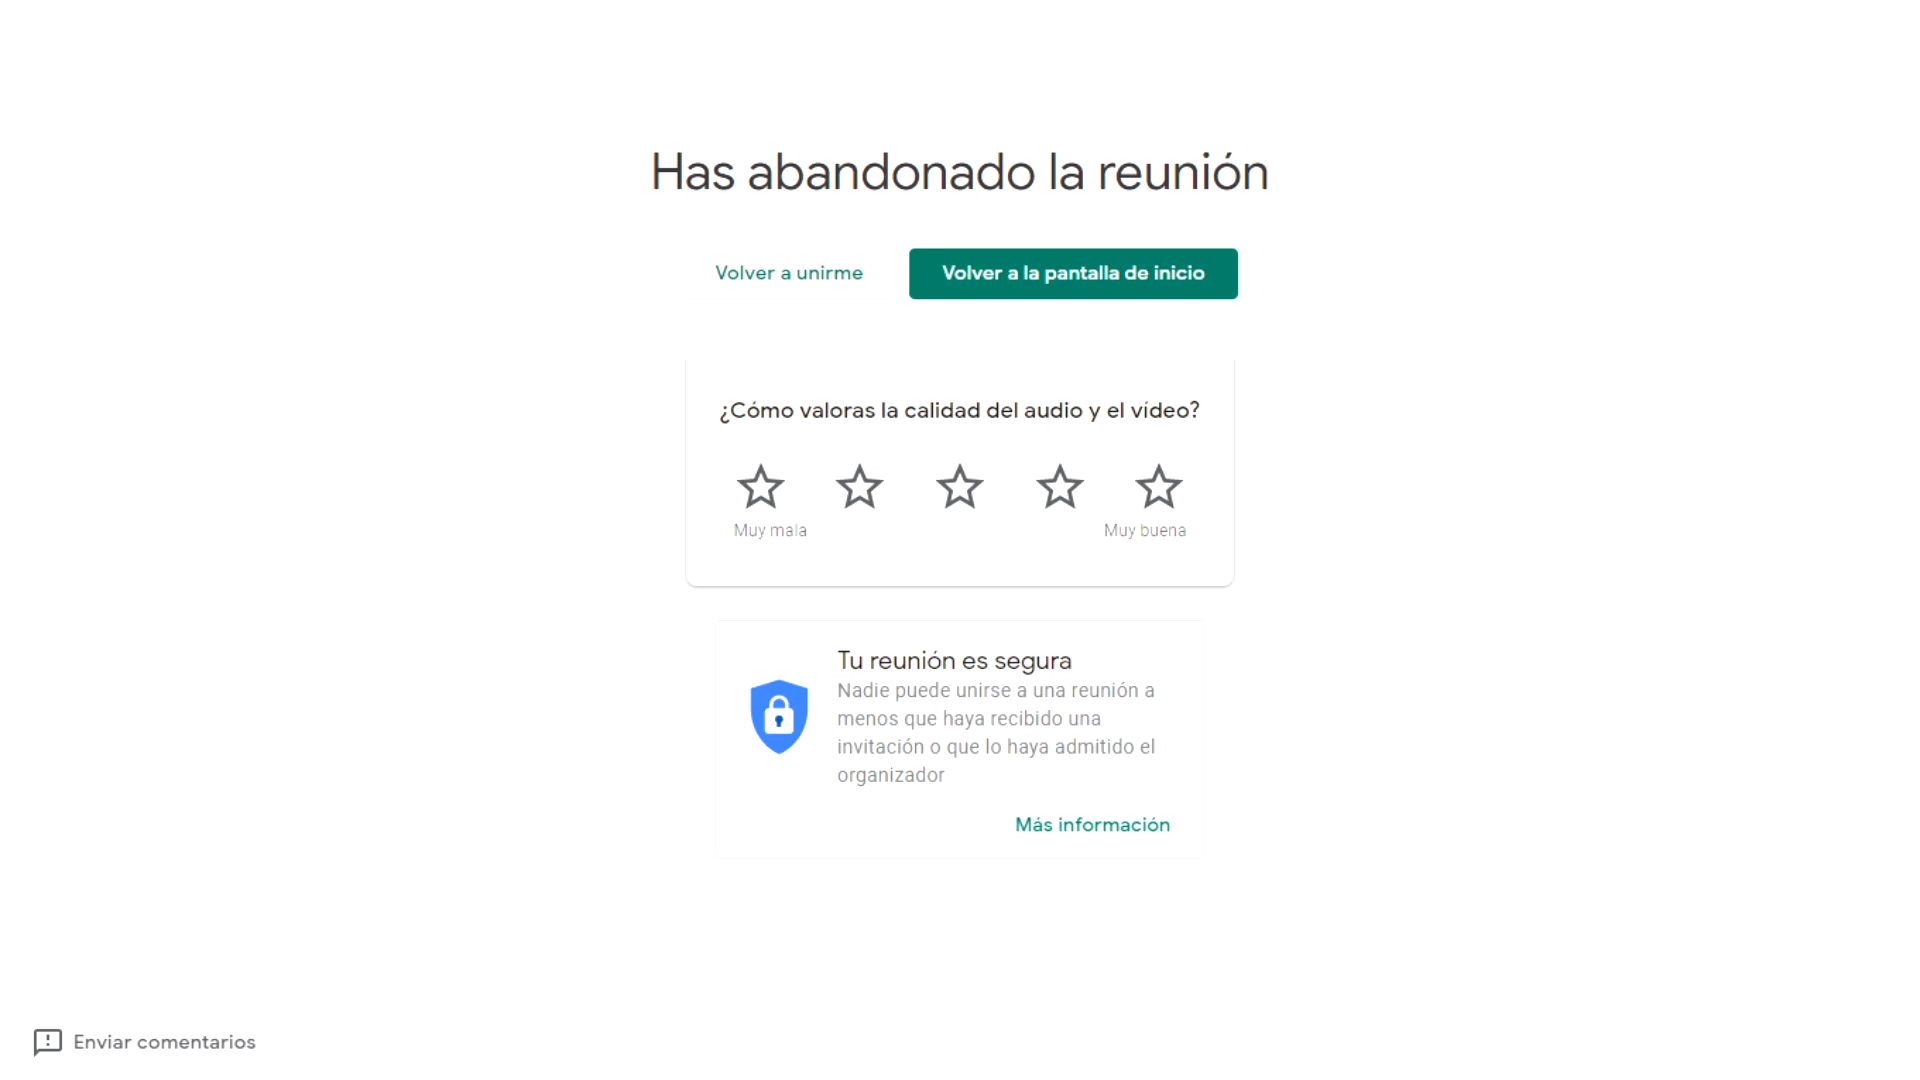 Has abandonado la reunión
Volver a unirme
Volver a la pantalla de inicio
¿Cómo valoras la calidad del audio y el vídeo?
Muy mala
Muy buena
Tu reunión es segura
Nadie puede unirse a una reunión a
menos que haya recibido una
invitación o que lo haya admitido el
organizador
Más información
Enviar comentarios